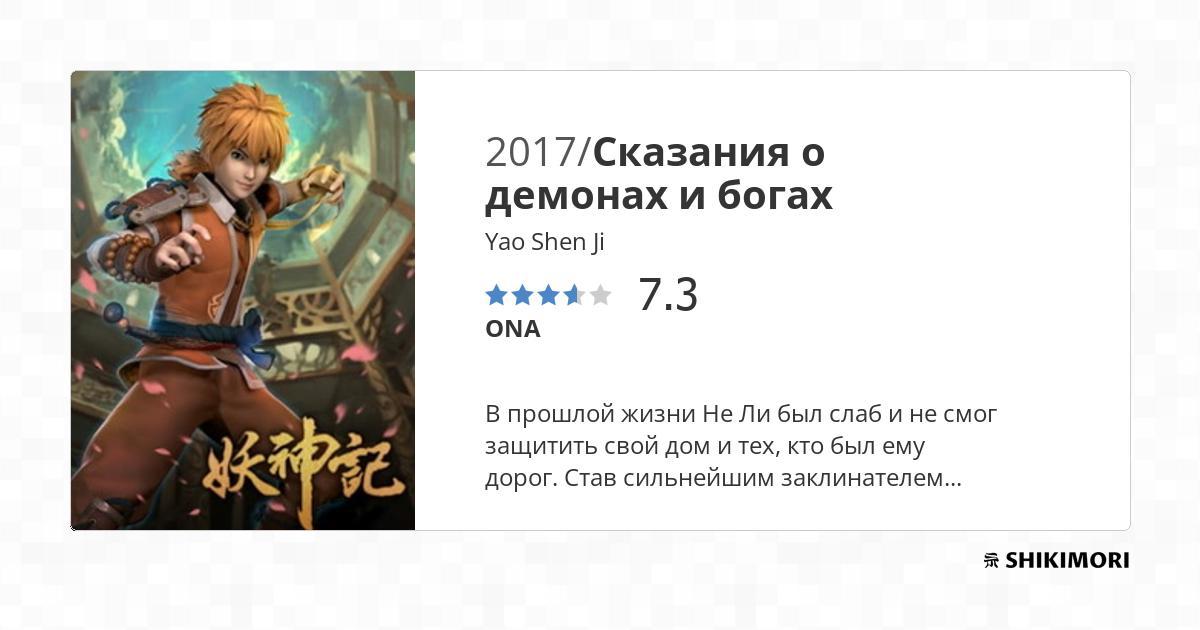 妖神記
2017/Сказания о
демонах и богах
Yao Shen Ji
7.3
ONA
В прошлой жизни Не Ли был слаб и не смог
защитить свой дом и тех, кто был ему
дорог. Став сильнейшим заклинателем...
SHIKIMORI